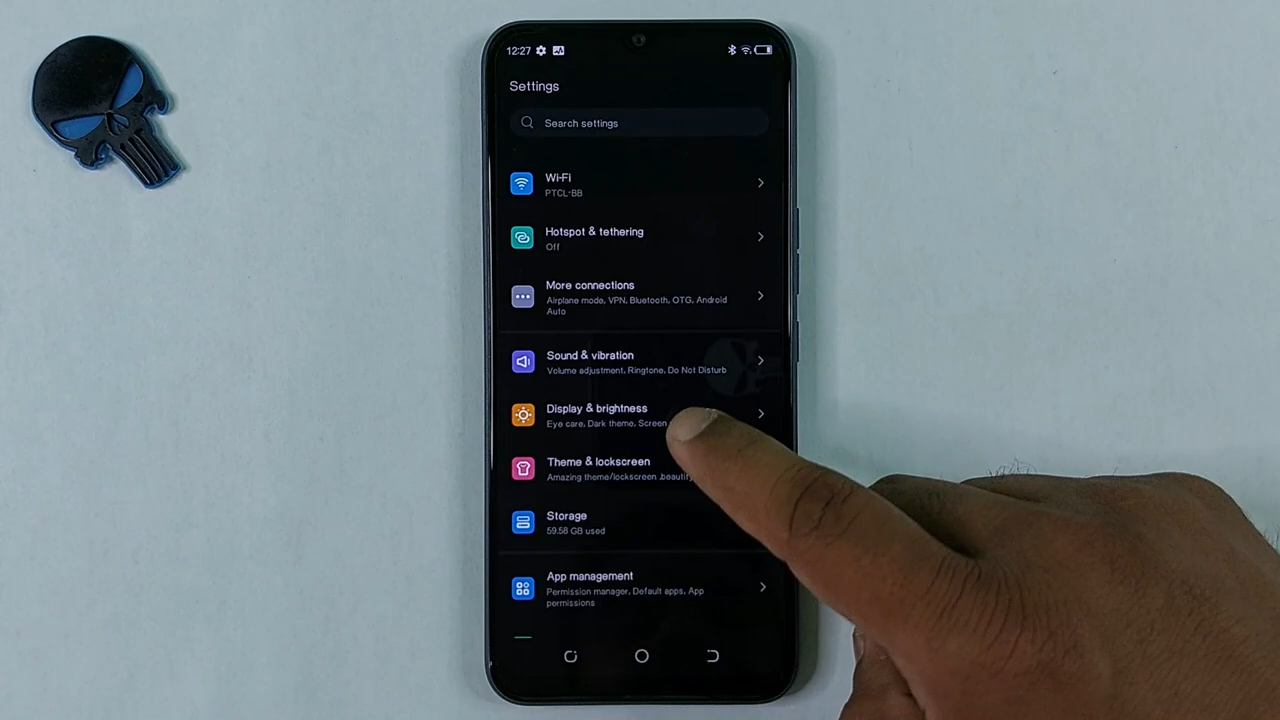 12:27
Settings
Search settings
Wi-Fi
PTCL-BB
Hotspot & tethering
Off
More connections
Airplane mode, VPN, Bluetooth, OTG, Android
Auto
Sound & vibration
Volume adjustment, Ringtone, Do Not Disturb
Display & brightness
Eye care, Dark theme, Screen
Theme & lockscreen
Amazing theme/lockscreen ,beautify
Storage
59.58 GB used
App management
Permission manager, Default apps, App
permissions